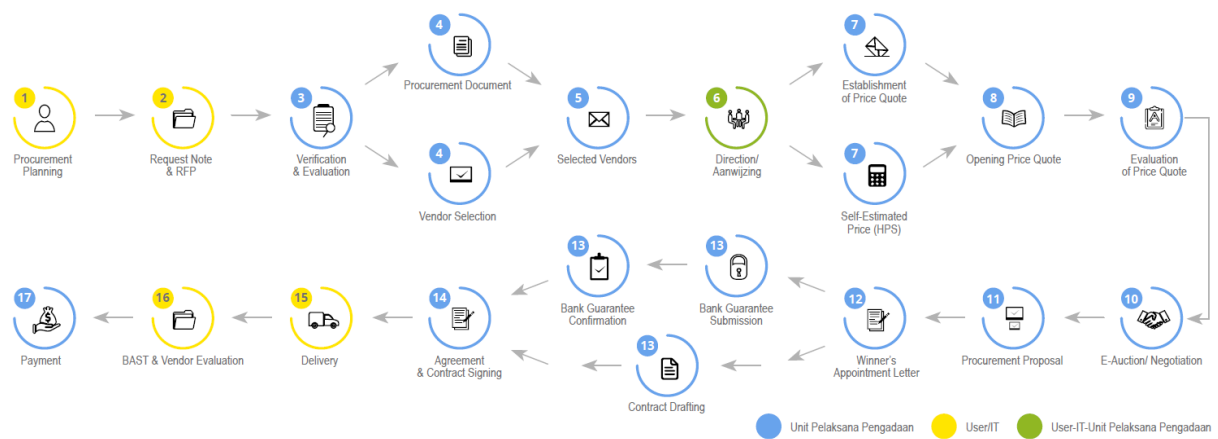 1
Procurement
Planning
2
Request Note
& RFP
3
Verification
& Evaluation
4
Procurement Document
4
Vendor Selection
5
Selected Vendors
6
Direction/
Aanwijzing
7
Establishment
of Price Quote
7
Self-Estimated
Price (HPS)
8
Opening Price Quote
9
Evaluation
of Price Quote
10
E-Auction/ Negotiation
11
Procurement Proposal
12
Winner's
Appointment Letter
13
Bank Guarantee
Submission
13
Bank Guarantee
Confirmation
13
Contract Drafting
14
Agreement
& Contract Signing
15
Delivery
16
BAST & Vendor Evaluation
17
Payment
Unit Pelaksana Pengadaan
User/IT
User-IT-Unit Pelaksana Pengadaan